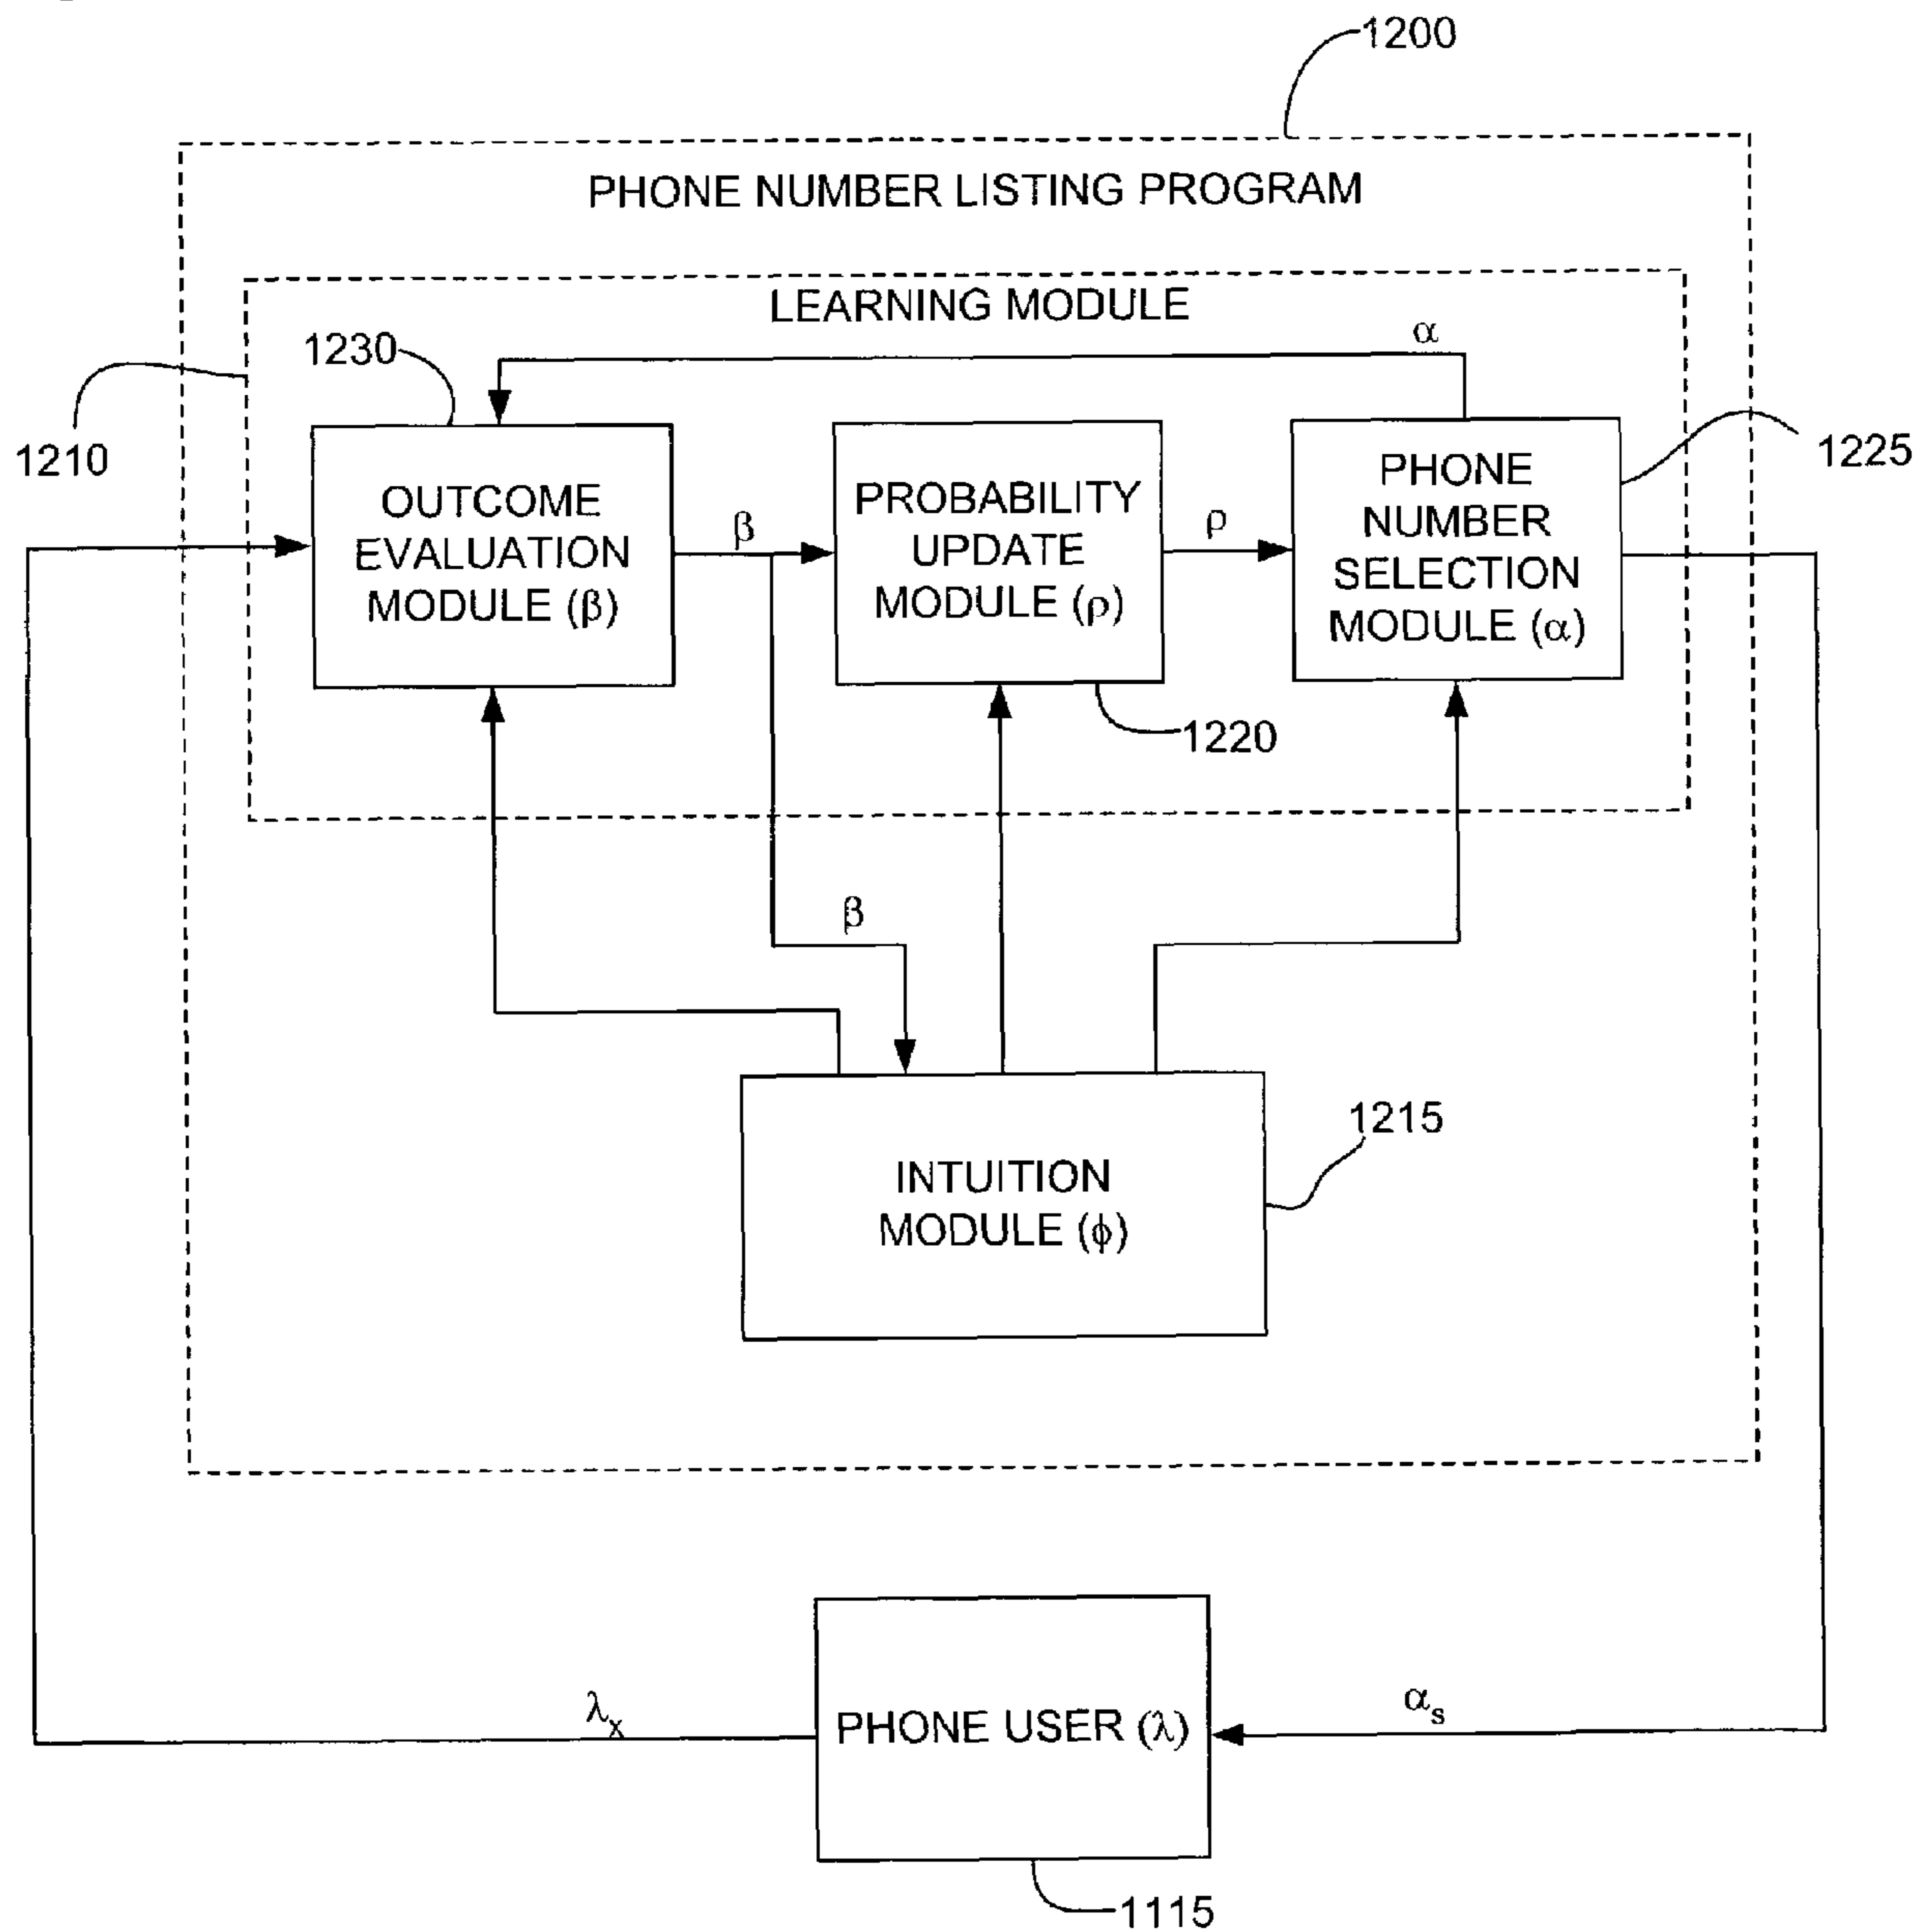 1200
PHONE NUMBER LISTING PROGRAM
LEARNING MODULE
α
1230
1210
1225
OUTCOME
EVALUATION
MODULE (β)
β
PROBABILITY
UPDATE
MODULE (ρ)
ρ
PHONE
NUMBER
SELECTION
MODULE (α)
1220
β
1215
INTUITION
MODULE (ϕ)
λx
PHONE USER (λ)
αs
1115